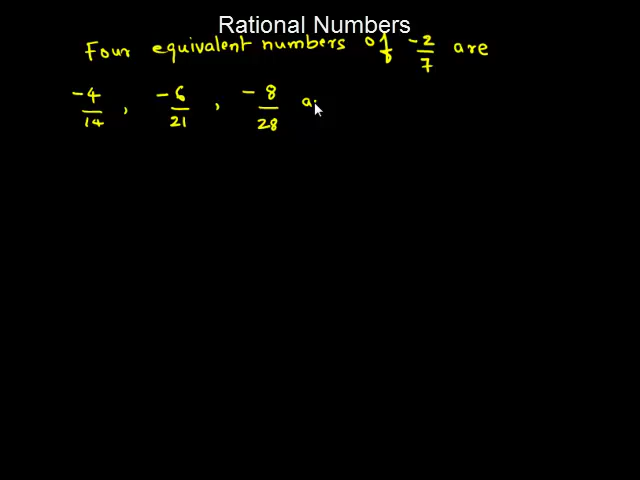 Rational Numbers
Four equivalent numbers of -2/7 are
-4/14, -6/21, -8/28